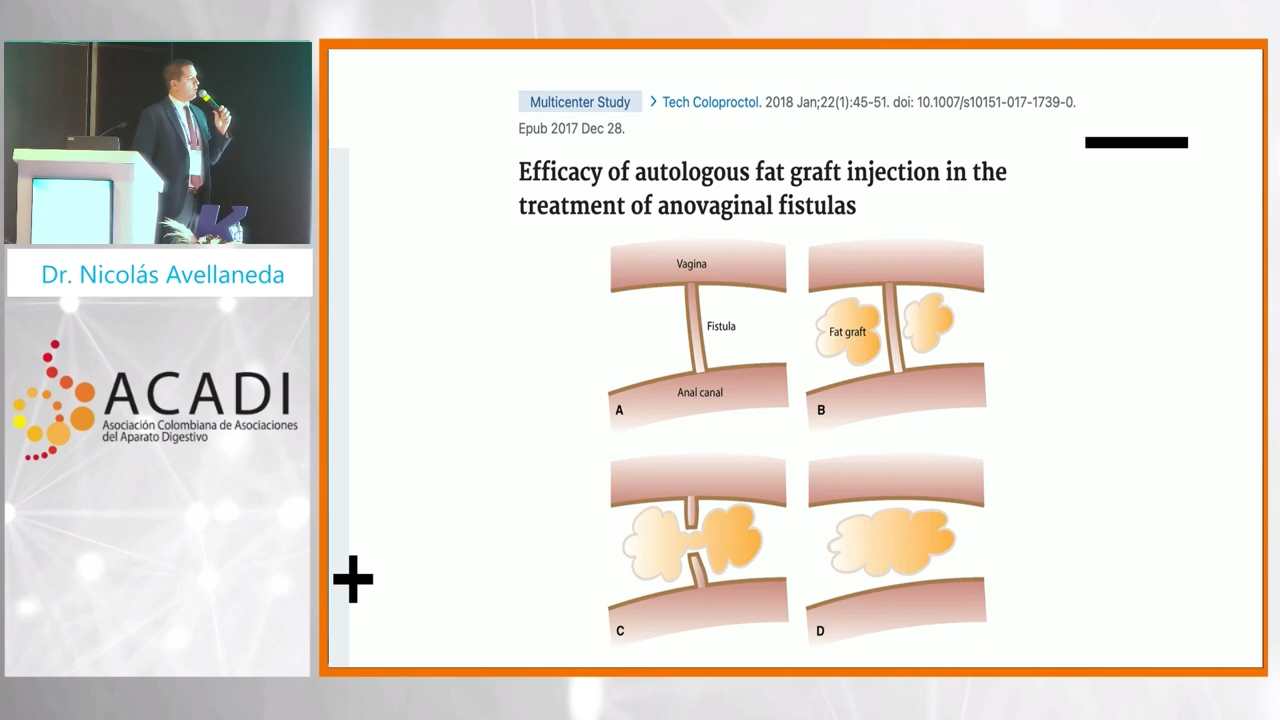 Dr. Nicolás Avellaneda
ACADI
Asociación Colombiana de Asociaciones
del Aparato Digestivo
Multicenter Study > Tech Coloproctol. 2018 Jan;22(1):45-51. doi: 10.1007/s10151-017-1739-0.
Epub 2017 Dec 28.
Efficacy of autologous fat graft injection in the
treatment of anovaginal fistulas
Vagina
Fistula
Anal canal
A
Fat graft
B
C
D